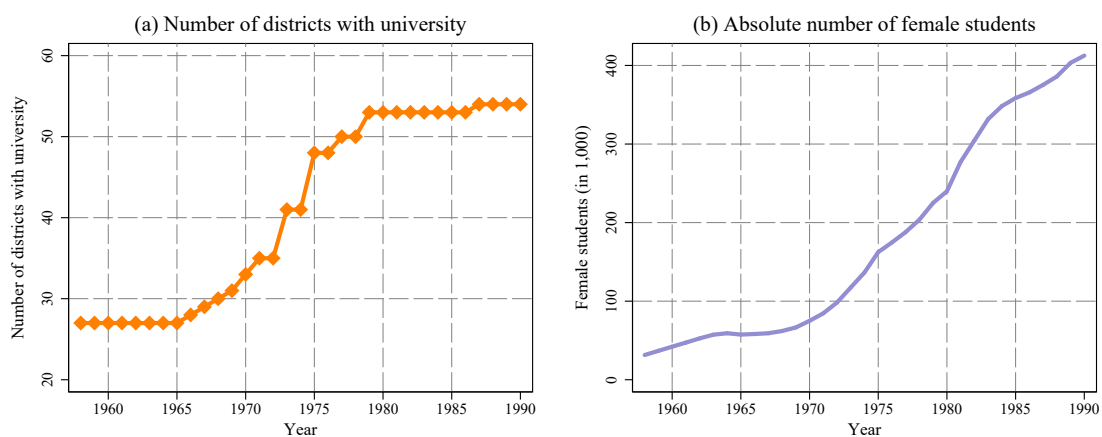 (a) Number of districts with university
Number of districts with university
60
50
40
30
20
1960 1965 1970 1975 1980 1985 1990
Year
(b) Absolute number of female students
Female students (in 1,000)
400
300
200
100
0
1960 1965 1970 1975 1980 1985 1990
Year